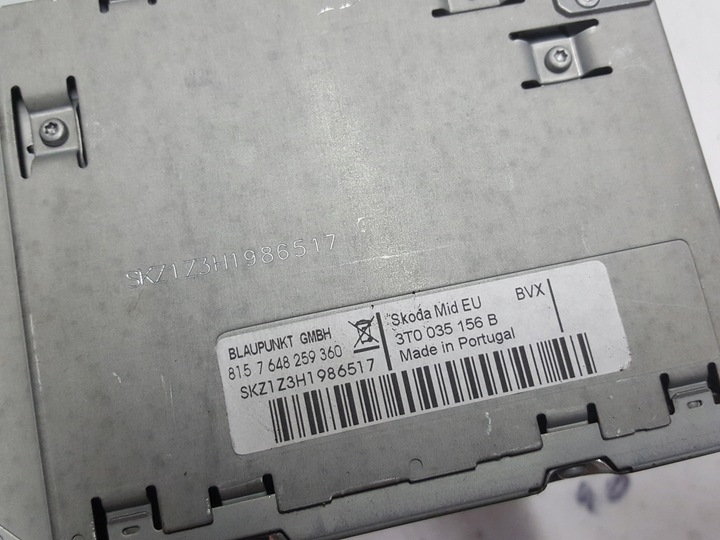 SKZ1Z3H1986517
BLAUPUNKT GMBH
815 7 648 259 360
SKZ1Z3H1986517
Skoda Mid EU BVX
3T0 035 156 B
Made in Portugal